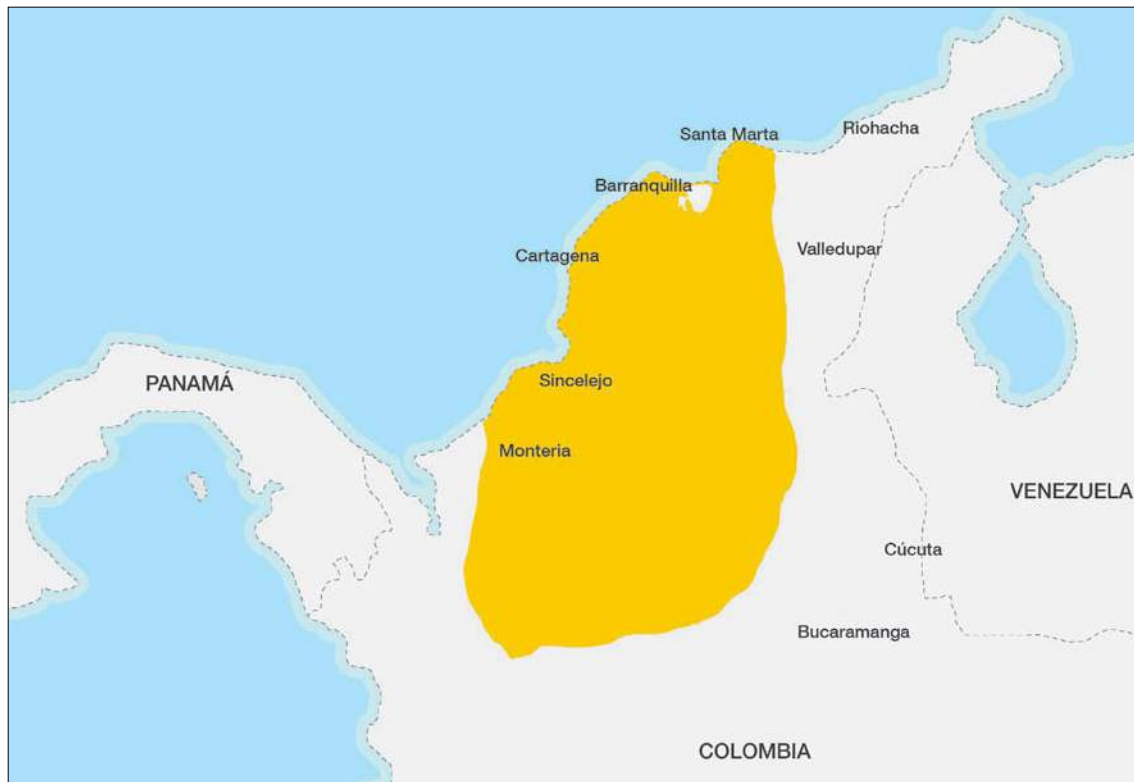 Santa Marta
Riohacha
Barranquilla
Valledupar
Cartagena
PANAMÁ
Sincelejo
Monteria
VENEZUELA
Cúcuta
Bucaramanga
COLOMBIA